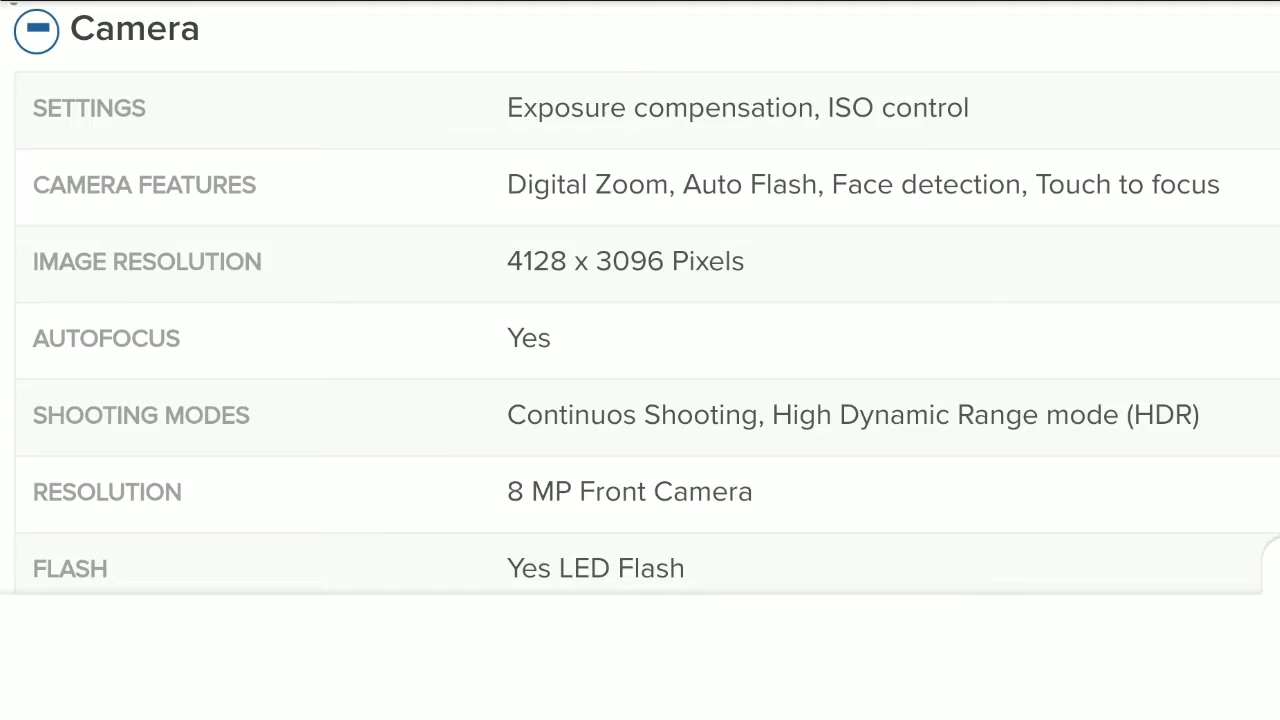 Camera
SETTINGS Exposure compensation, ISO control
CAMERA FEATURES Digital Zoom, Auto Flash, Face detection, Touch to focus
IMAGE RESOLUTION 4128 x 3096 Pixels
AUTOFOCUS Yes
SHOOTING MODES Continuos Shooting, High Dynamic Range mode (HDR)
RESOLUTION 8 MP Front Camera
FLASH Yes LED Flash